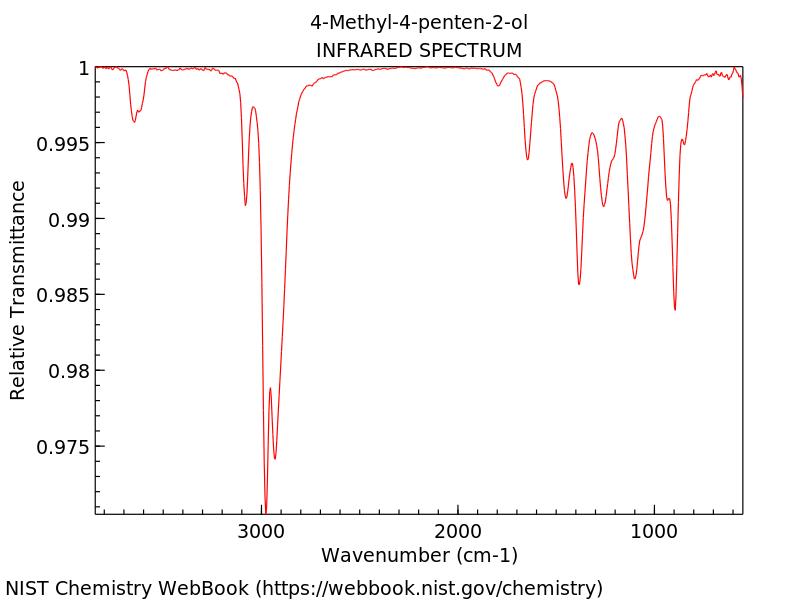 4-Methyl-4-penten-2-ol
INFRARED SPECTRUM
1
0.995
0.99
0.985
0.98
0.975
Relative Transmittance
3000 2000 1000
Wavenumber (cm-1)
NIST Chemistry WebBook (https://webbook.nist.gov/chemistry)